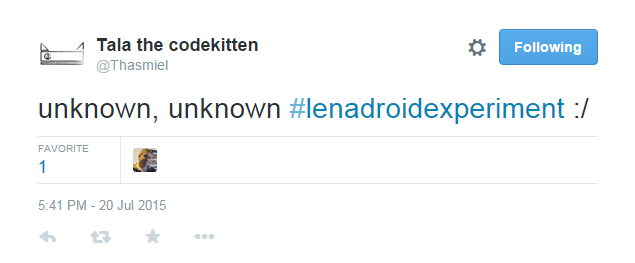 Tala the codekitten
@Thasmiel
Following
unknown, unknown #lenadroidexperiment :/
FAVORITE
1
5:41 PM - 20 Jul 2015